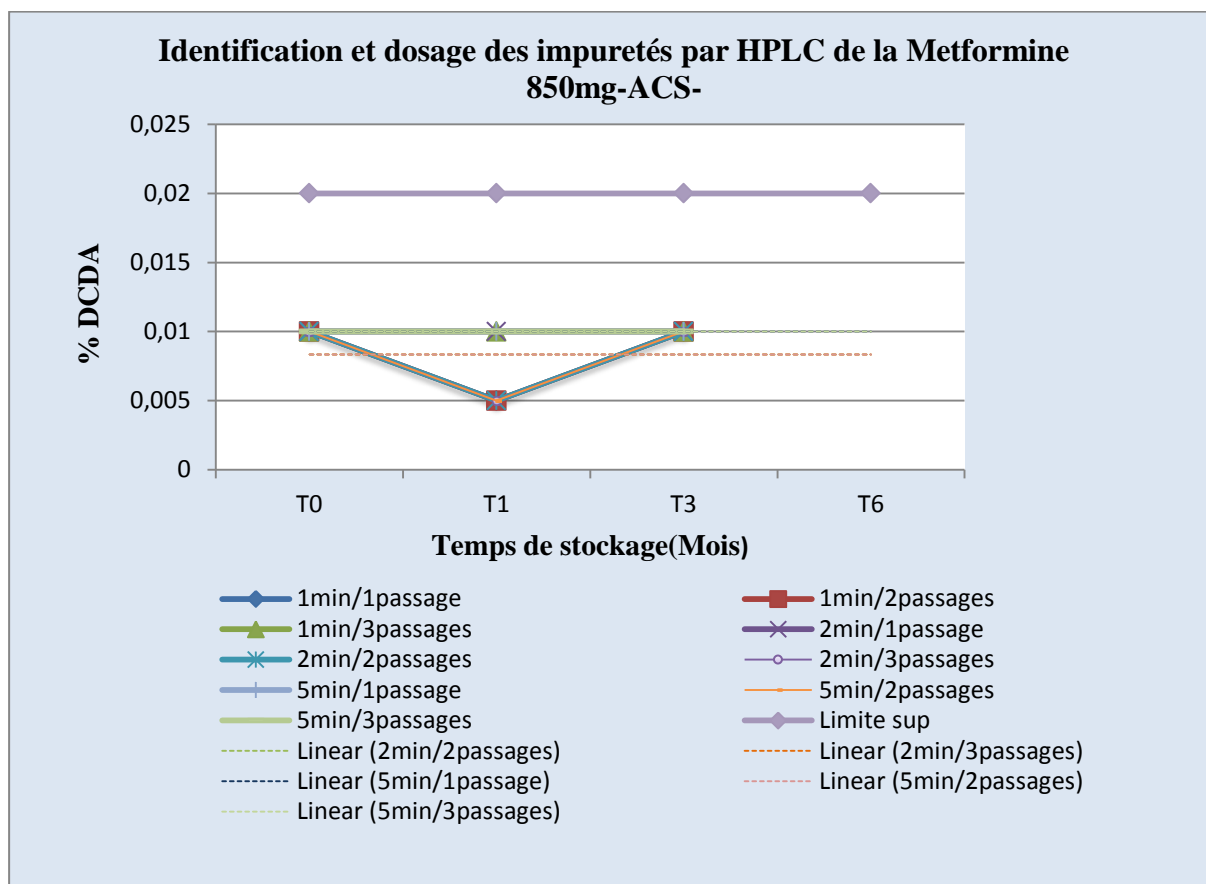 Identification et dosage des impuretés par HPLC de la Metformine
850mg-ACS-
0,025
0,02
0,015
0,01
0,005
0
% DCDA
T0 T1 T3 T6
Temps de stockage(Mois)
1min/1passage 1min/2passages
1min/3passages 2min/1passage
2min/2passages 2min/3passages
5min/1passage 5min/2passages
5min/3passages Limite sup
Linear (2min/2passages) Linear (2min/3passages)
Linear (5min/1passage) Linear (5min/2passages)
Linear (5min/3passages)